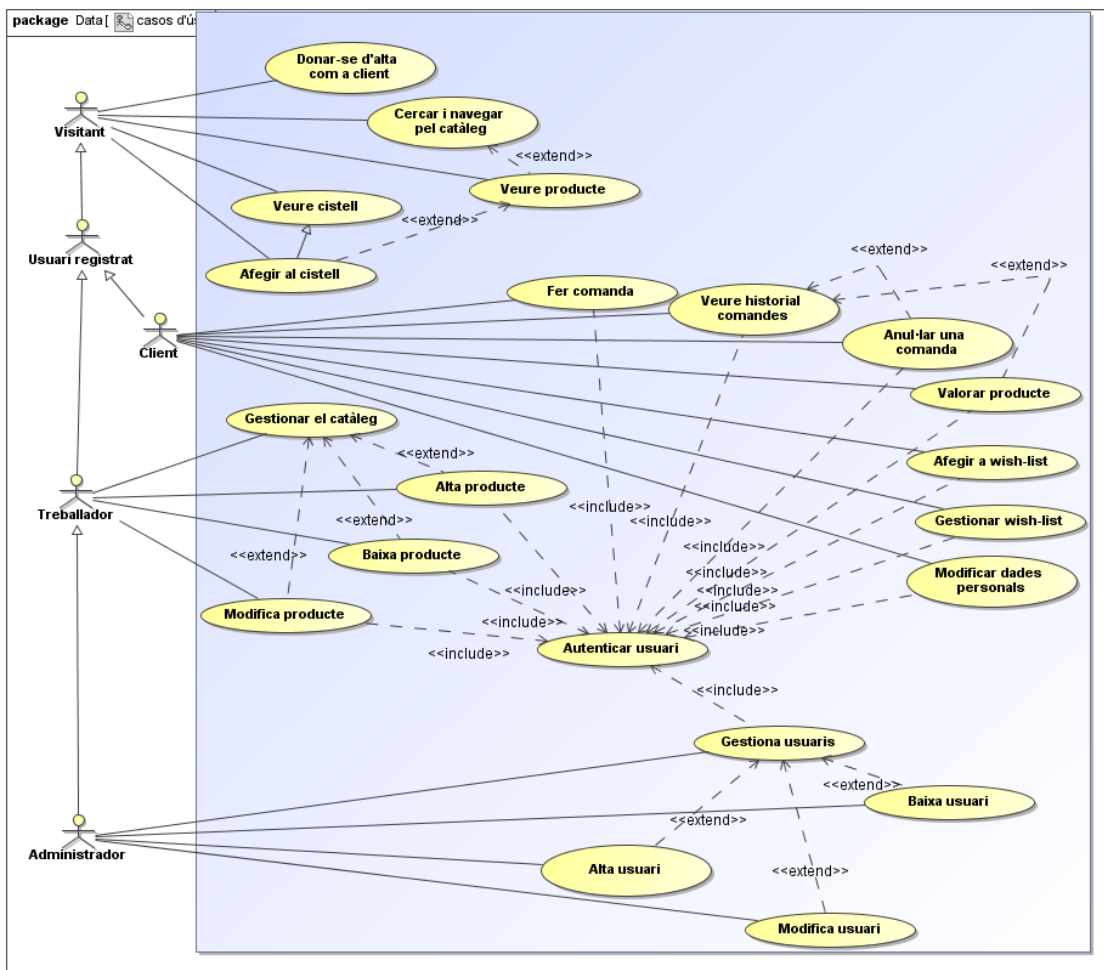 package Data [ casos d'ús
Donar-se d'alta
com a client
Visitant
Cercar i navegar
pel catàleg
<<extend>>
Veure producte
Veure cistell
<<extend>>
Usuari registrat
Afegir al cistell
<<extend>>
<<extend>>
Fer comanda
Veure historial
comandes
Client
Anul·lar una
comanda
Valorar producte
Gestionar el catàleg
<<extend>>
Afegir a wish-list
Alta producte
Treballador
<<include>>
<<include>>
<<extend>>
Gestionar wish-list
Baixa producte
<<extend>>
<<include>>
<<include>>
Modificar dades
personals
<<include>>
<<include>>
<<include>>
Modifica producte
<<include>>
<<include>>
<<include>>
Autenticar usuari
<<include>>
Gestiona usuaris
<<extend>>
Baixa usuari
<<extend>>
Administrador
Alta usuari
<<extend>>
Modifica usuari